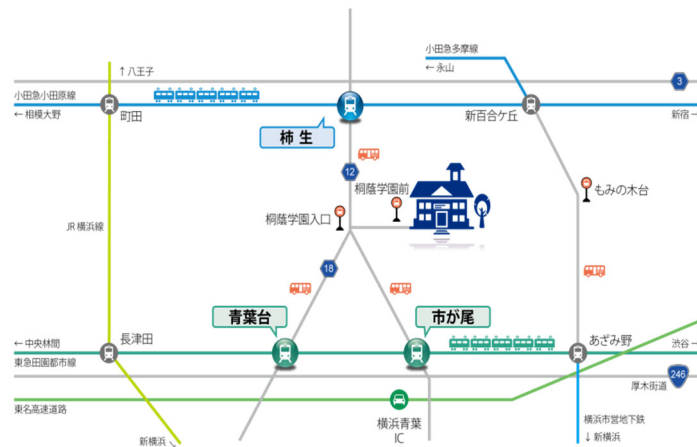 小田急多摩線
← 永山
↑ 八王子
3
小田急小田原線
← 相模大野
町田
新百合ケ丘
新宿→
柿生
12
桐蔭学園前
もみの木台
桐蔭学園入口
JR横浜線
18
青葉台
市が尾
← 中央林間
長津田
あざみ野
渋谷→
東急田園都市線
246
厚木街道
東名高速道路
横浜青葉
IC
横浜市営地下鉄
↓ 新横浜
新横浜 ↘